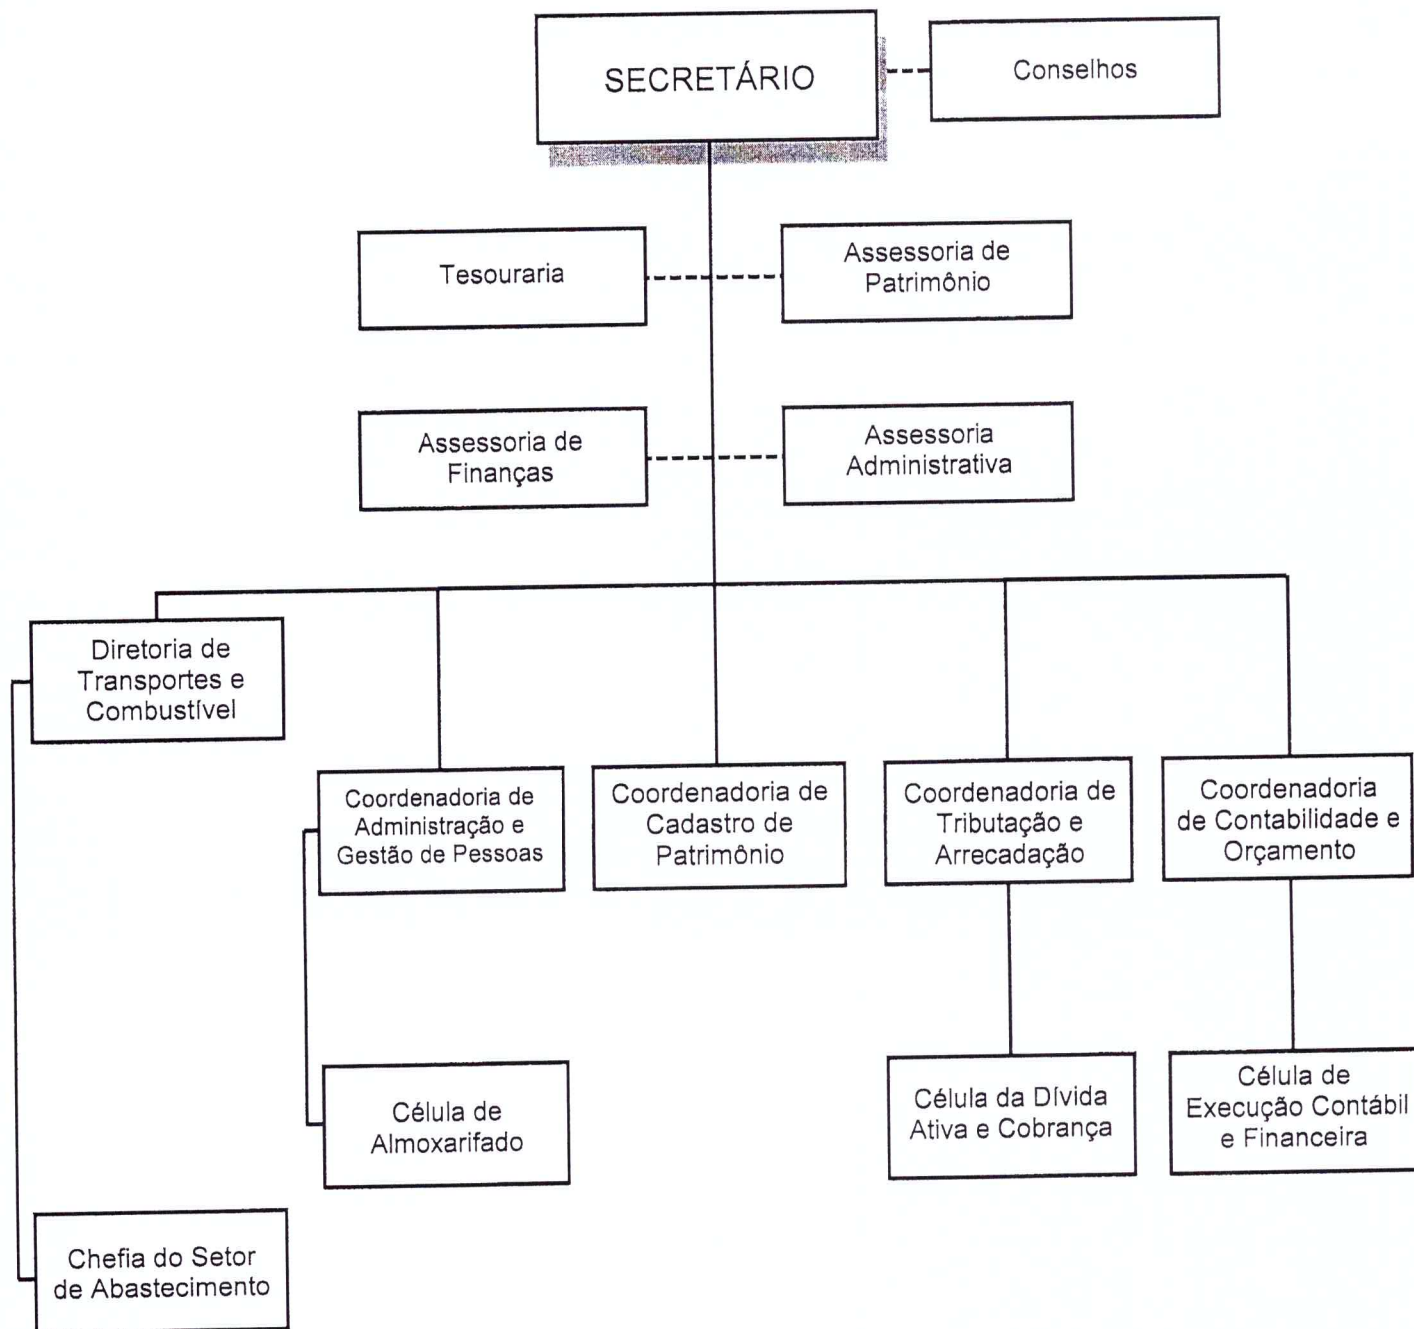 SECRETÁRIO
Conselhos
Tesouraria
Assessoria de
Patrimônio
Assessoria de
Finanças
Assessoria
Administrativa
Diretoria de
Transportes e
Combustível
Coordenadoria de
Administração e
Gestão de Pessoas
Coordenadoria de
Cadastro de
Patrimônio
Coordenadoria de
Tributação e
Arrecadação
Coordenadoria
de Contabilidade e
Orçamento
Célula de
Almoxarifado
Célula da Dívida
Ativa e Cobrança
Célula de
Execução Contábil
e Financeira
Chefia do Setor
de Abastecimento